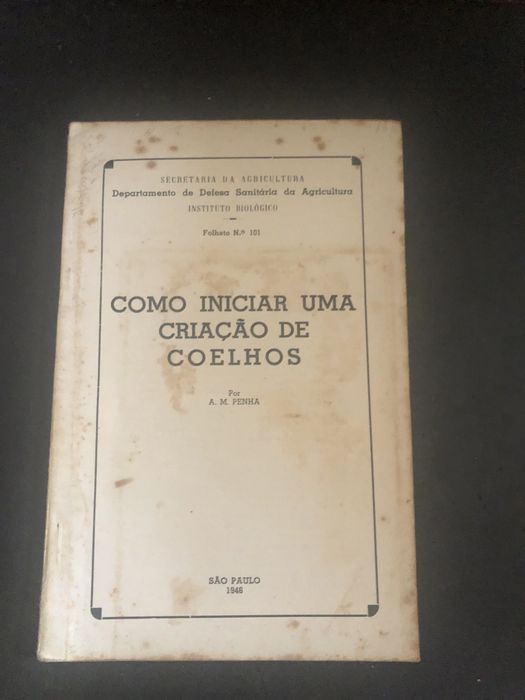 SECRETARIA DA AGRICULTURA
Departamento de Defesa Sanitária da Agricultura
INSTITUTO BIOLÓGICO
Folheto N.º 101
COMO INICIAR UMA
CRIAÇÃO DE
COELHOS
Por
A. M. PENHA
SÃO PAULO
1946